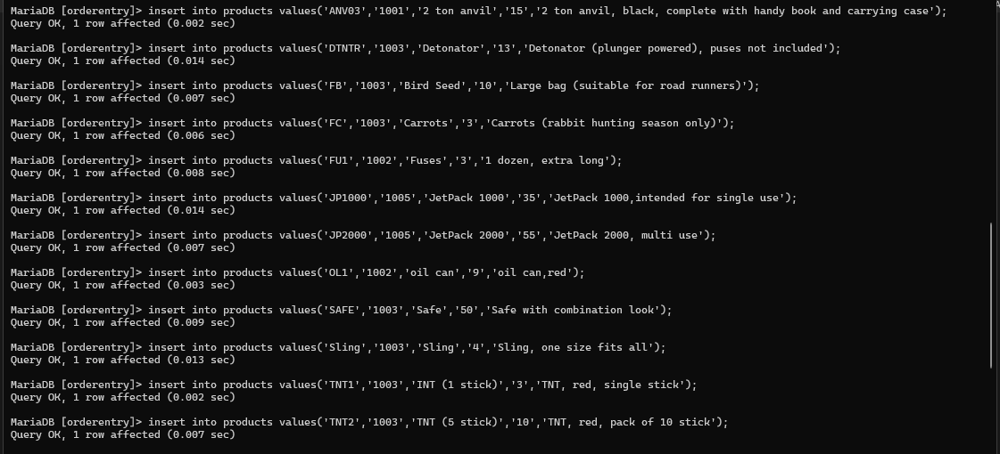 MariaDB [orderentry]> insert into products values('ANV03','1001','2 ton anvil','15','2 ton anvil, black, complete with handy book and carrying case');
Query OK, 1 row affected (0.002 sec)
MariaDB [orderentry]> insert into products values('DTNTR','1003','Detonator','13','Detonator (plunger powered), puses not included');
Query OK, 1 row affected (0.014 sec)
MariaDB [orderentry]> insert into products values('FB','1003','Bird Seed','10','Large bag (suitable for road runners)');
Query OK, 1 row affected (0.007 sec)
MariaDB [orderentry]> insert into products values('FC','1003','Carrots','3','Carrots (rabbit hunting season only)');
Query OK, 1 row affected (0.006 sec)
MariaDB [orderentry]> insert into products values('FU1','1002','Fuses','3','1 dozen, extra long');
Query OK, 1 row affected (0.008 sec)
MariaDB [orderentry]> insert into products values('JP1000','1005','JetPack 1000','35','JetPack 1000,intended for single use');
Query OK, 1 row affected (0.014 sec)
MariaDB [orderentry]> insert into products values('JP2000','1005','JetPack 2000','55','JetPack 2000, multi use');
Query OK, 1 row affected (0.007 sec)
MariaDB [orderentry]> insert into products values('OL1','1002','oil can','9','oil can,red');
Query OK, 1 row affected (0.003 sec)
MariaDB [orderentry]> insert into products values('SAFE','1003','Safe','50','Safe with combination look');
Query OK, 1 row affected (0.009 sec)
MariaDB [orderentry]> insert into products values('Sling','1003','Sling','4','Sling, one size fits all');
Query OK, 1 row affected (0.013 sec)
MariaDB [orderentry]> insert into products values('TNT1','1003','INT (1 stick)','3','TNT, red, single stick');
Query OK, 1 row affected (0.002 sec)
MariaDB [orderentry]> insert into products values('TNT2','1003','TNT (5 stick)','10','TNT, red, pack of 10 stick');
Query OK, 1 row affected (0.007 sec)